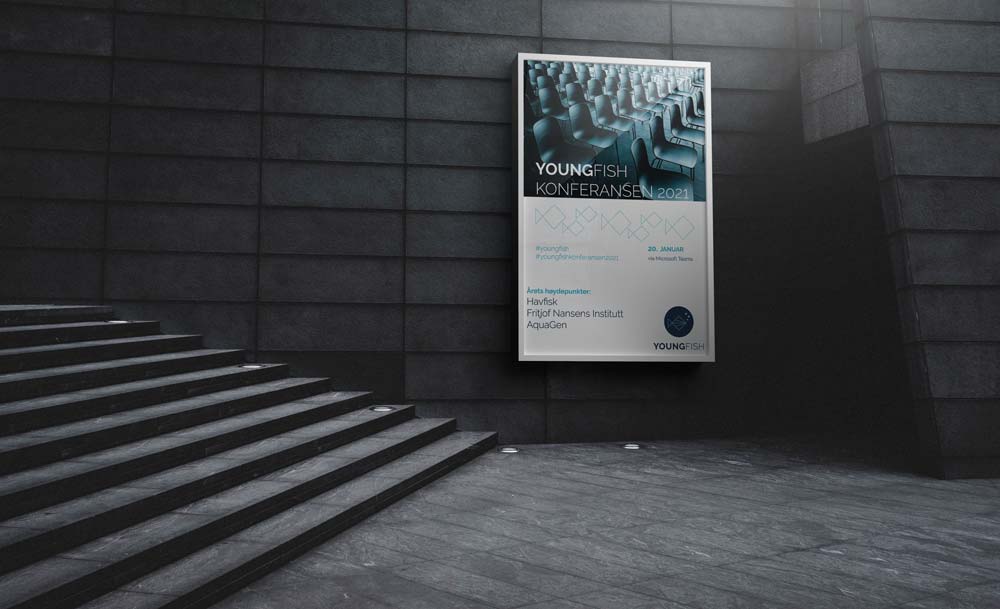 YOUNGFISH
KONFERANSEN 2021
#youngfish
#youngfishkonferansen2021
20. JANUAR
via Microsoft Teams
Årets høydepunkter:
Havfisk
Fritjof Nansens Institutt
AquaGen
YOUNGFISH